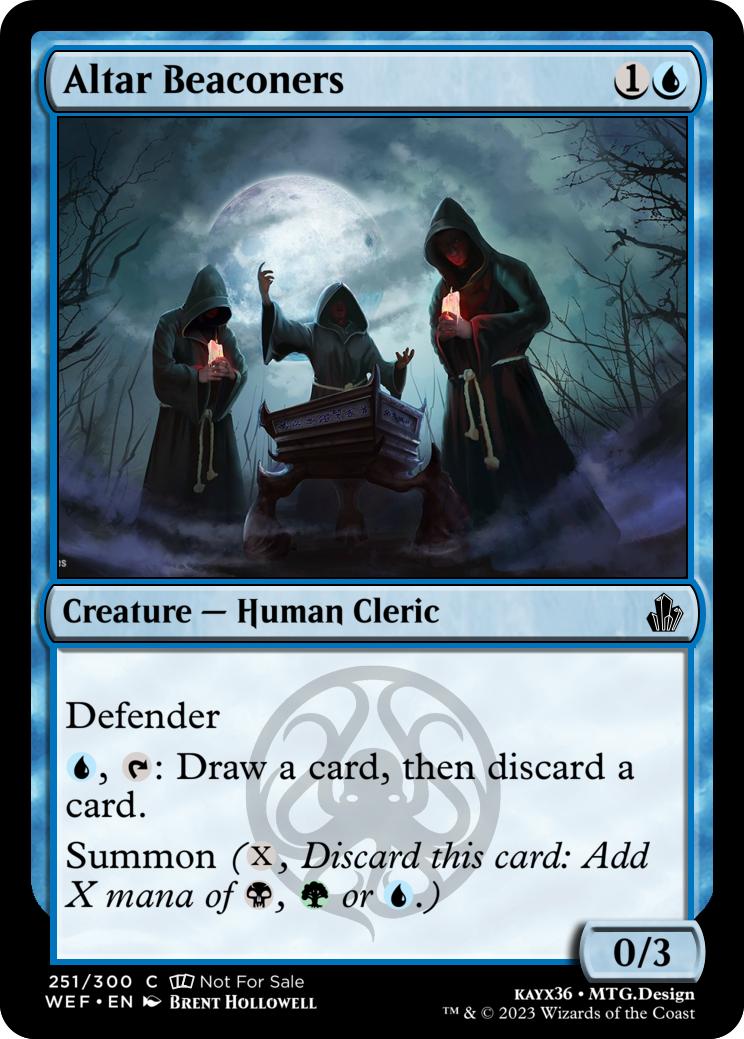 Altar Beaconers 1
Creature — Human Cleric
Defender
, : Draw a card, then discard a
card.
Summon (X, Discard this card: Add
X mana of , or .)
0/3
251/300 C Not For Sale
WEF • EN Brent Hollowell
KAYX36 • MTG.Design
™ & © 2023 Wizards of the Coast